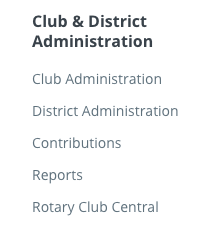 Club & District
Administration
Club Administration
District Administration
Contributions
Reports
Rotary Club Central